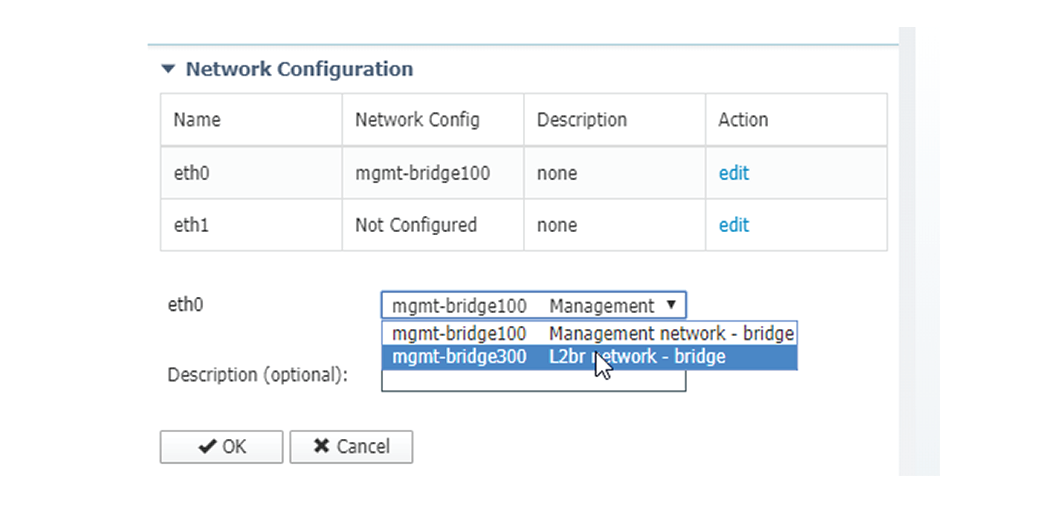 Network Configuration
Name Network Config Description Action
eth0 mgmt-bridge100 none edit
eth1 Not Configured none edit
eth0 mgmt-bridge100 Management
mgmt-bridge100 Management network - bridge
mgmt-bridge300 L2br network - bridge
Description (optional):
OK Cancel